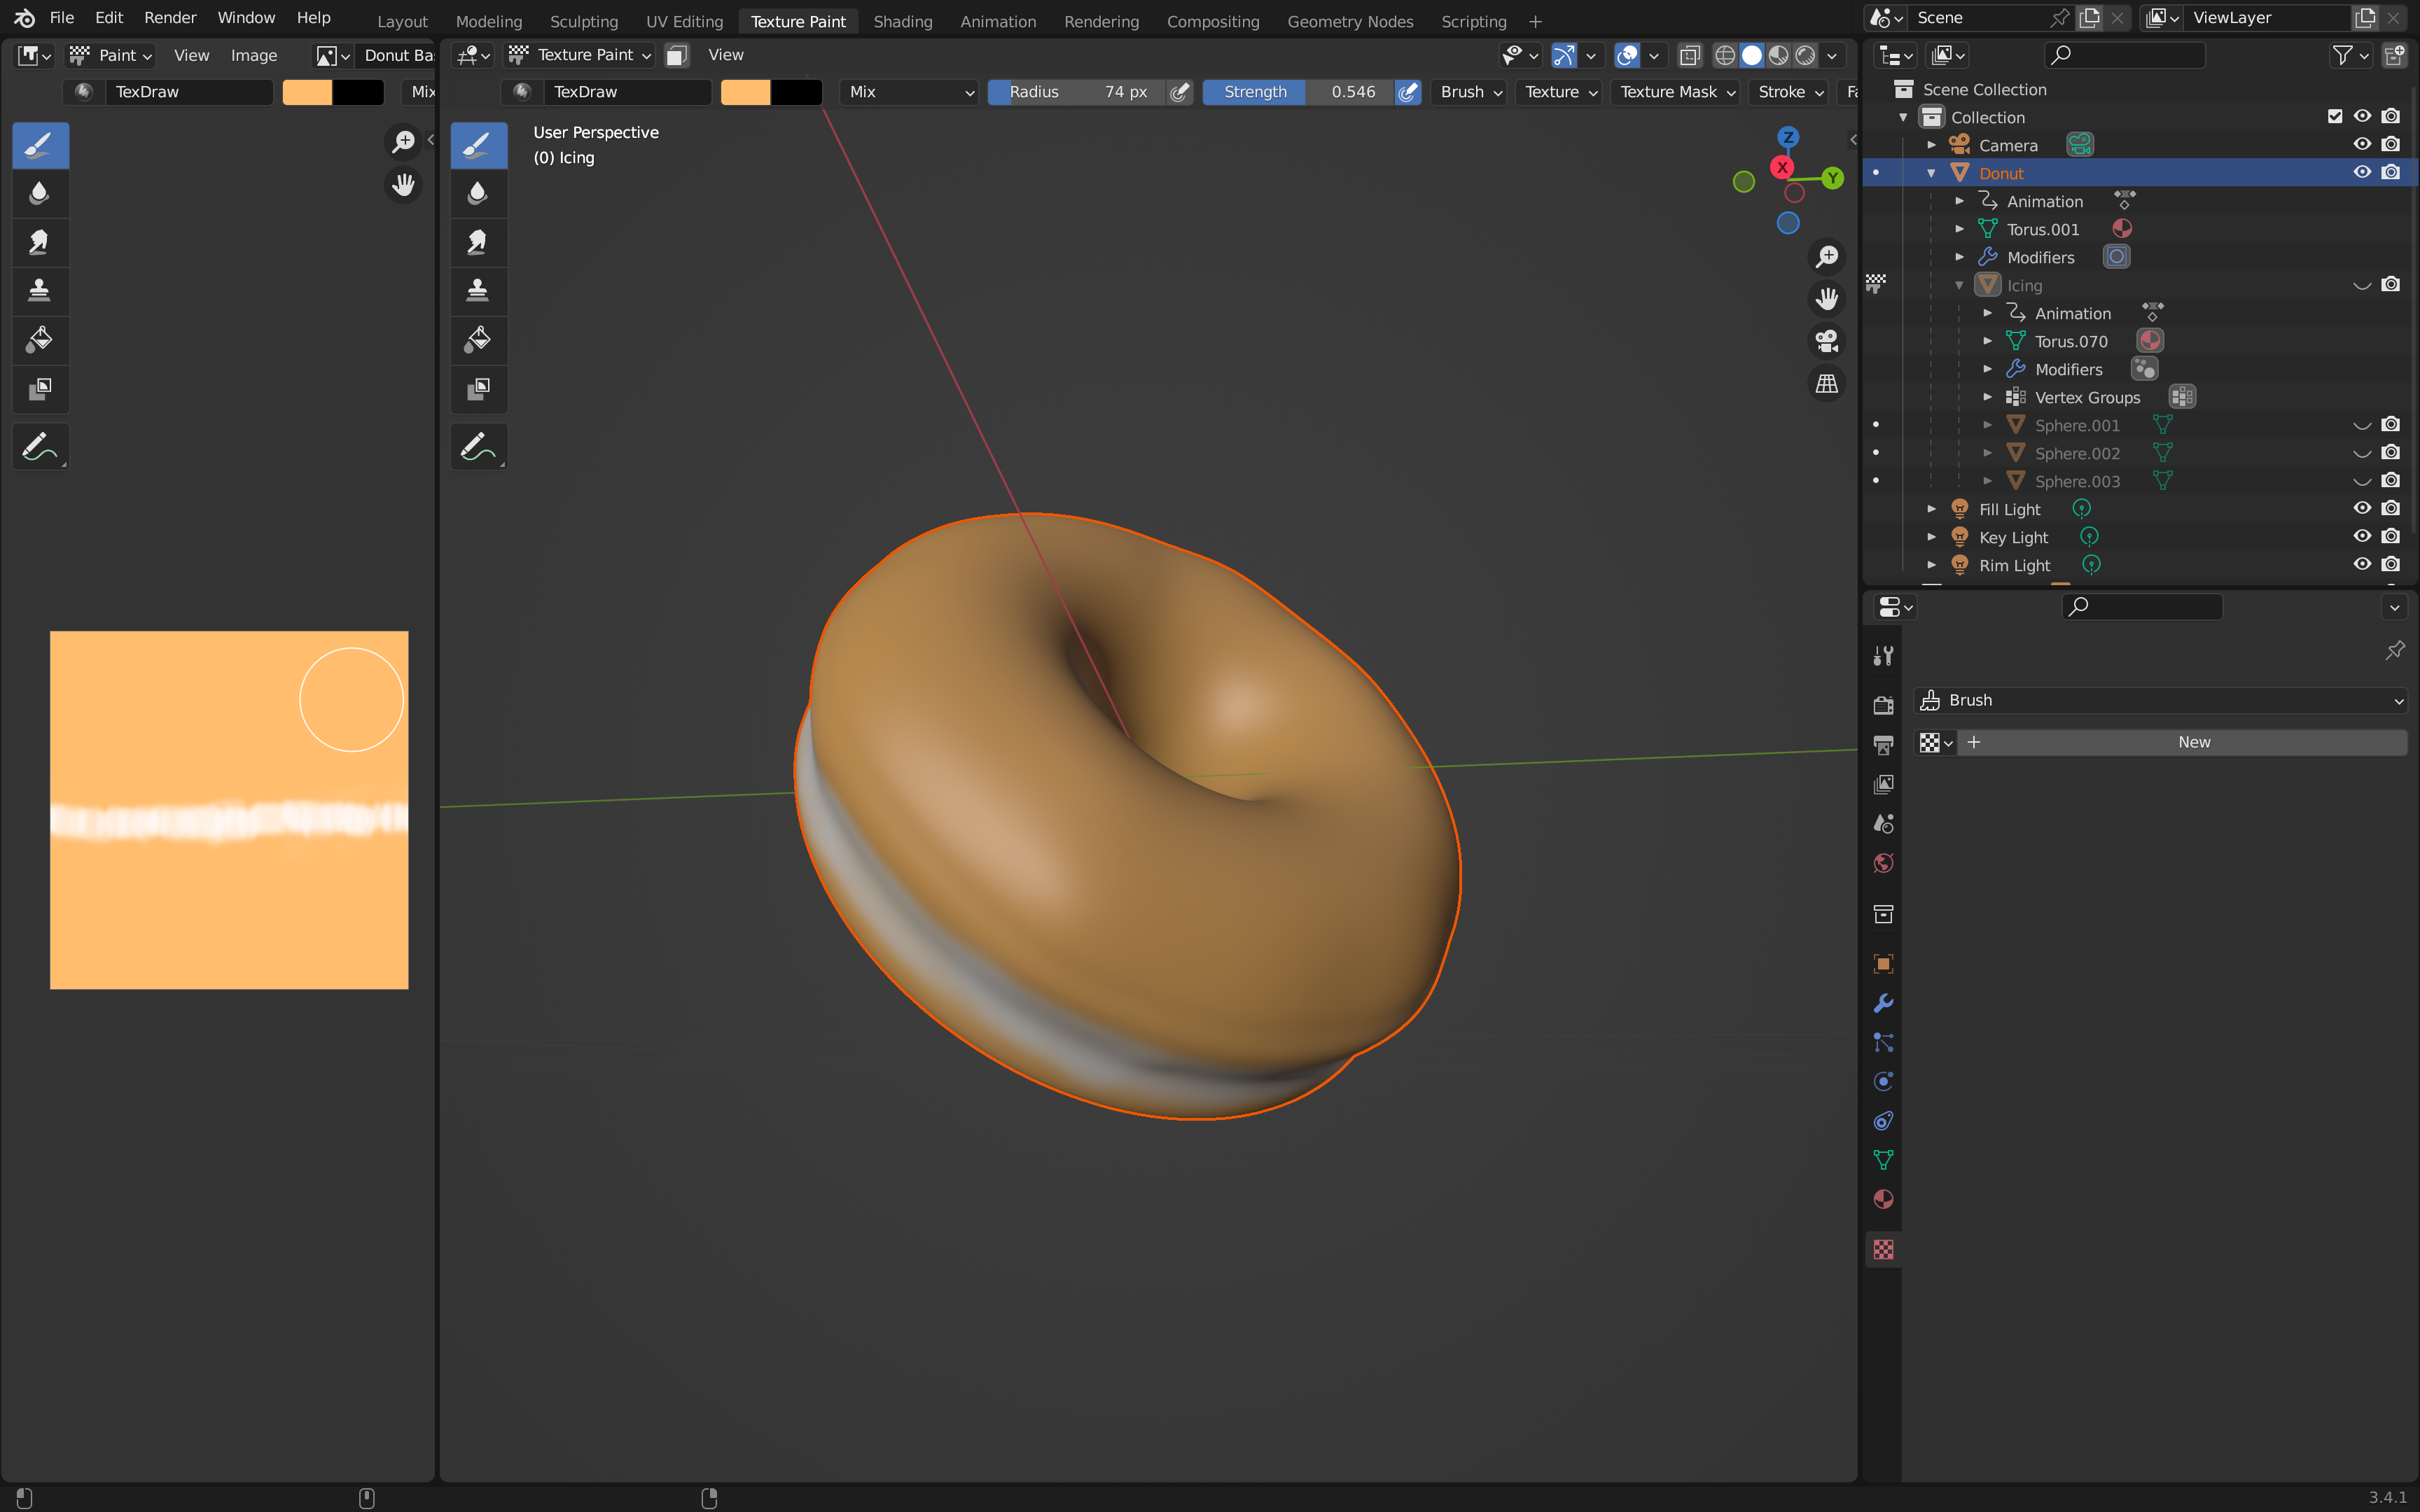 File Edit Render Window Help Layout Modeling Sculpting UV Editing Texture Paint Shading Animation Rendering Compositing Geometry Nodes Scripting Scene ViewLayer
Paint View Image Donut Ba
Texture Paint View
TexDraw Mix
TexDraw Mix Radius 74 px Strength 0.546 Brush Texture Texture Mask Stroke Fa
User Perspective
(0) Icing
Z
X
Y
Scene Collection
Collection
Camera
Donut
Animation
Torus.001
Modifiers
Icing
Animation
Torus.070
Modifiers
Vertex Groups
Sphere.001
Sphere.002
Sphere.003
Fill Light
Key Light
Rim Light
Brush
New
3.4.1